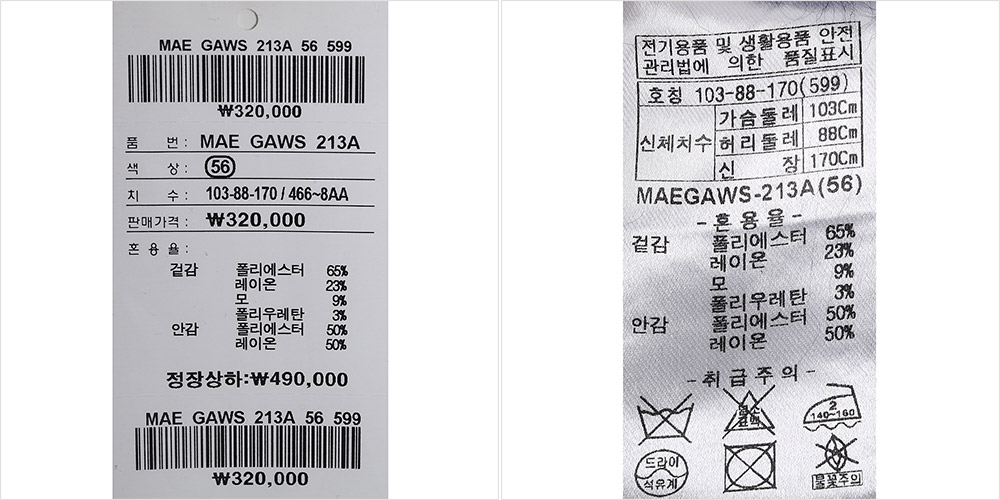 MAE GAWS 213A 56 599
₩320,000
품 번 : MAE GAWS 213A
색 상 : 56
치 수 : 103-88-170 / 466~8AA
판매가격 : ₩320,000
혼 용 율 :
겉감 폴리에스터 65%
레이온 23%
모 9%
폴리우레탄 3%
안감 폴리에스터 50%
레이온 50%
정장상하:₩490,000
MAE GAWS 213A 56 599
₩320,000
전기용품 및 생활용품 안전
관리법에 의한 품질표시
호칭 103-88-170(599)
신체치수 가슴둘레 103Cm
허리둘레 88Cm
신 장 170Cm
MAEGAWS-213A(56)
- 혼 용 율 -
겉감 폴리에스터 65%
레이온 23%
모 9%
폴리우레탄 3%
안감 폴리에스터 50%
레이온 50%
- 취 급 주 의 -
염소
표백
2
140~160
드라이
석유계
불꽃주의